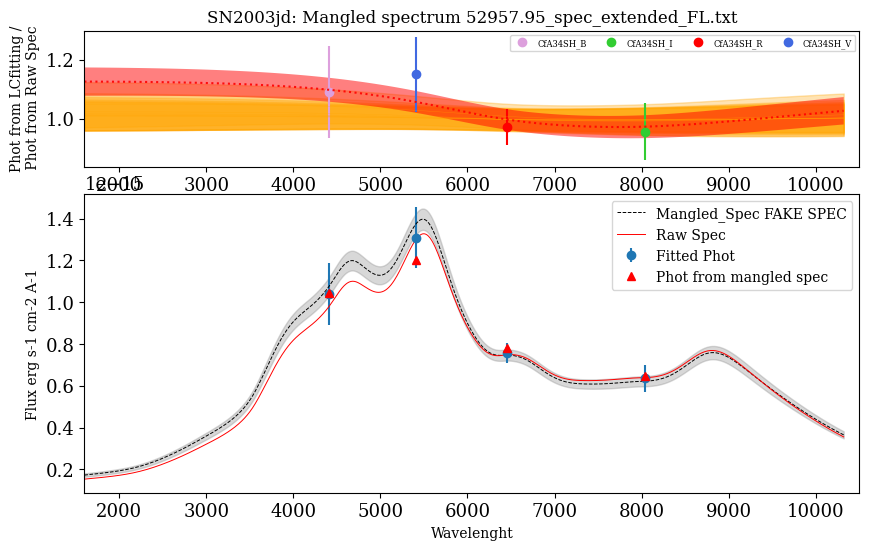 SN2003jd: Mangled spectrum 52957.95_spec_extended_FL.txt
Phot from LCfitting /
Phot from Raw Spec
1.2
1.0
CfA34SH_B CfA34SH_I CfA34SH_R CfA34SH_V
2000 3000 4000 5000 6000 7000 8000 9000 10000
1e−15
Flux erg s-1 cm-2 A-1
1.4
1.2
1.0
0.8
0.6
0.4
0.2
Mangled_Spec FAKE SPEC
Raw Spec
Fitted Phot
Phot from mangled spec
2000 3000 4000 5000 6000 7000 8000 9000 10000
Wavelenght